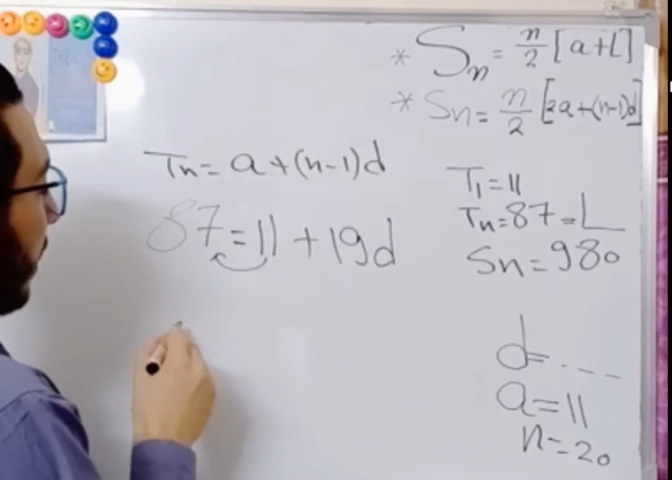 * Sn = n/2 [a+L]
* Sn = n/2 [2a+(n-1)d]
Tn = a+(n-1)d
87 = 11 + 19d
T1 = 11
Tn = 87 = L
Sn = 980
d = ---
a = 11
n = 20